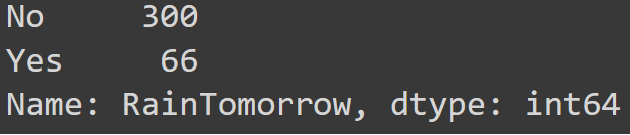 No      300
Yes      66
Name: RainTomorrow, dtype: int64